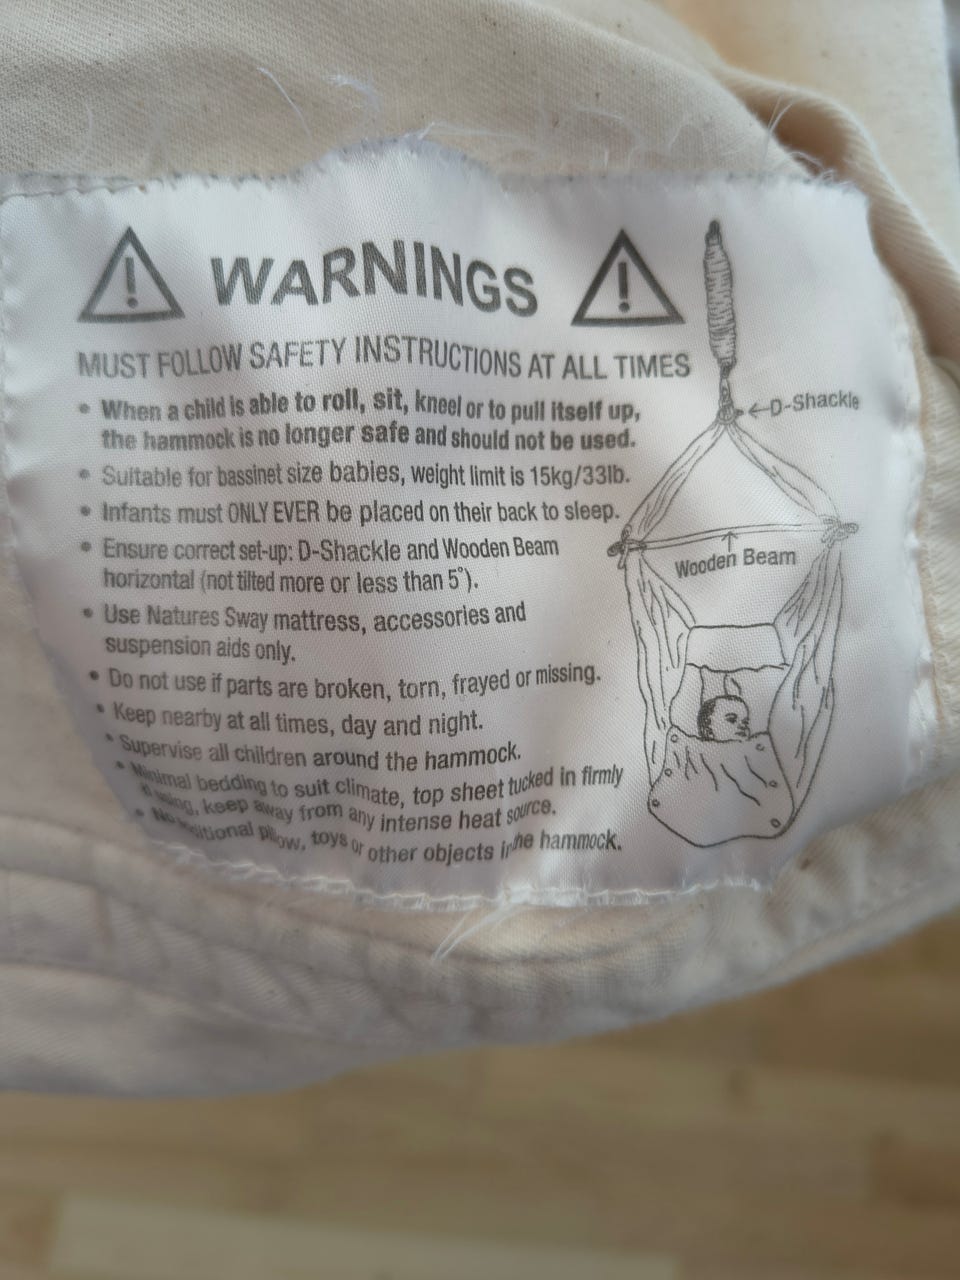 WARNINGS
MUST FOLLOW SAFETY INSTRUCTIONS AT ALL TIMES
• When a child is able to roll, sit, kneel or to pull itself up,
the hammock is no longer safe and should not be used.
• Suitable for bassinet size babies, weight limit is 15kg/33lb.
• Infants must ONLY EVER be placed on their back to sleep.
• Ensure correct set-up: D-Shackle and Wooden Beam
horizontal (not tilted more or less than 5°).
• Use Natures Sway mattress, accessories and
suspension aids only.
• Do not use if parts are broken, torn, frayed or missing.
• Keep nearby at all times, day and night.
• Supervise all children around the hammock.
• Minimal bedding to suit climate, top sheet tucked in firmly
keep away from any intense heat source.
• No additional pillow, toys or other objects in the hammock.
D-Shackle
Wooden Beam